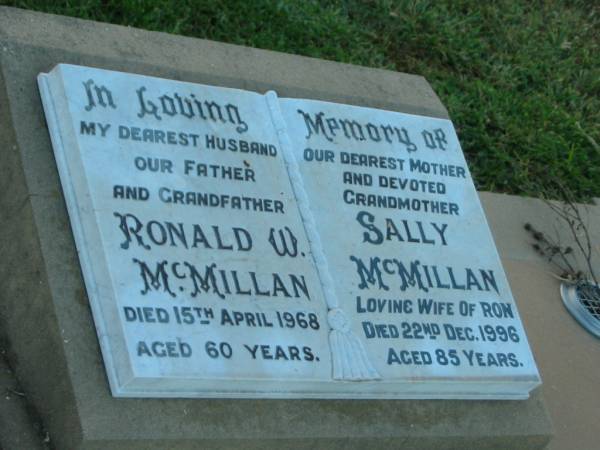 In Loving
MY DEAREST HUSBAND
OUR FATHER
AND GRANDFATHER
RONALD W.
McMILLAN
DIED 15TH APRIL 1968
AGED 60 YEARS.
Memory of
OUR DEAREST MOTHER
AND DEVOTED
GRANDMOTHER
SALLY
McMILLAN
LOVING WIFE OF RON
DIED 22ND DEC. 1996
AGED 85 YEARS.